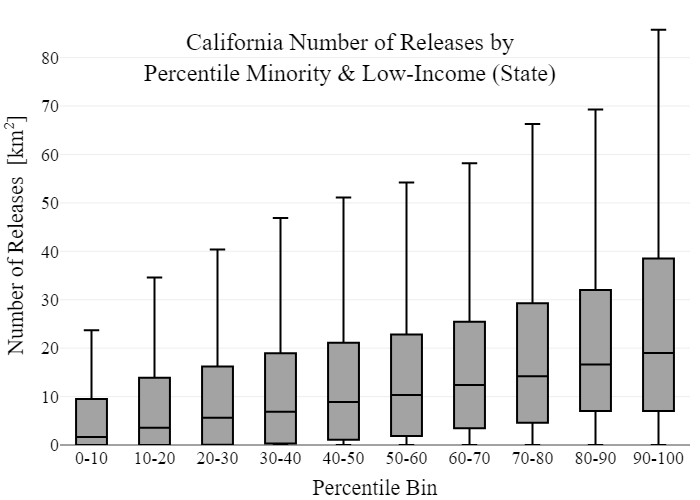 California Number of Releases by
Percentile Minority & Low-Income (State)
Number of Releases [km²]
80
70
60
50
40
30
20
10
0
0-10 10-20 20-30 30-40 40-50 50-60 60-70 70-80 80-90 90-100
Percentile Bin